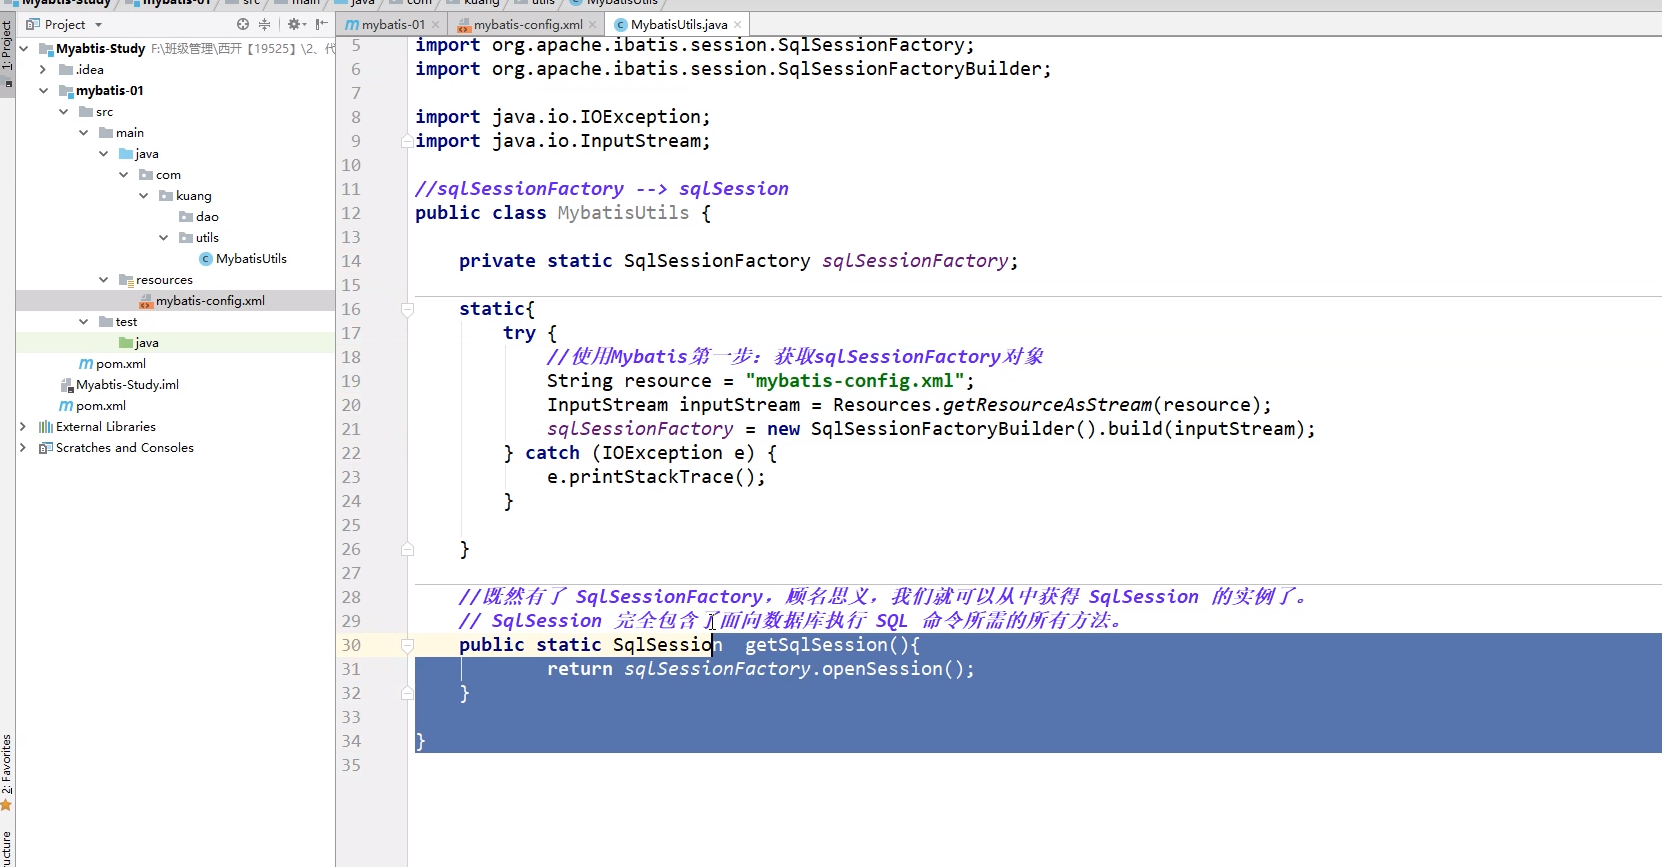 Myabtis-Study mybatis-01 src main java com kuang utils MybatisUtils
1: Project
Project
mybatis-01 mybatis-config.xml MybatisUtils.java
Myabtis-Study F:\班级管理\西开【19525】\2、代
.idea
mybatis-01
src
main
java
com
kuang
dao
utils
MybatisUtils
resources
mybatis-config.xml
test
java
pom.xml
Myabtis-Study.iml
pom.xml
External Libraries
Scratches and Consoles
2: Favorites
5 import org.apache.ibatis.session.SqlSessionFactory;
6 import org.apache.ibatis.session.SqlSessionFactoryBuilder;
7
8 import java.io.IOException;
9 import java.io.InputStream;
10
11 //sqlSessionFactory --> sqlSession
12 public class MybatisUtils {
13
14 private static SqlSessionFactory sqlSessionFactory;
15
16 static{
17 try {
18 //使用Mybatis第一步：获取sqlSessionFactory对象
19 String resource = "mybatis-config.xml";
20 InputStream inputStream = Resources.getResourceAsStream(resource);
21 sqlSessionFactory = new SqlSessionFactoryBuilder().build(inputStream);
22 } catch (IOException e) {
23 e.printStackTrace();
24 }
25
26 }
27
28 //既然有了 SqlSessionFactory，顾名思义，我们就可以从中获得 SqlSession 的实例了。
29 // SqlSession 完全包含了面向数据库执行 SQL 命令所需的所有方法。
30 public static SqlSession  getSqlSession(){
31 return sqlSessionFactory.openSession();
32 }
33
34 }
35